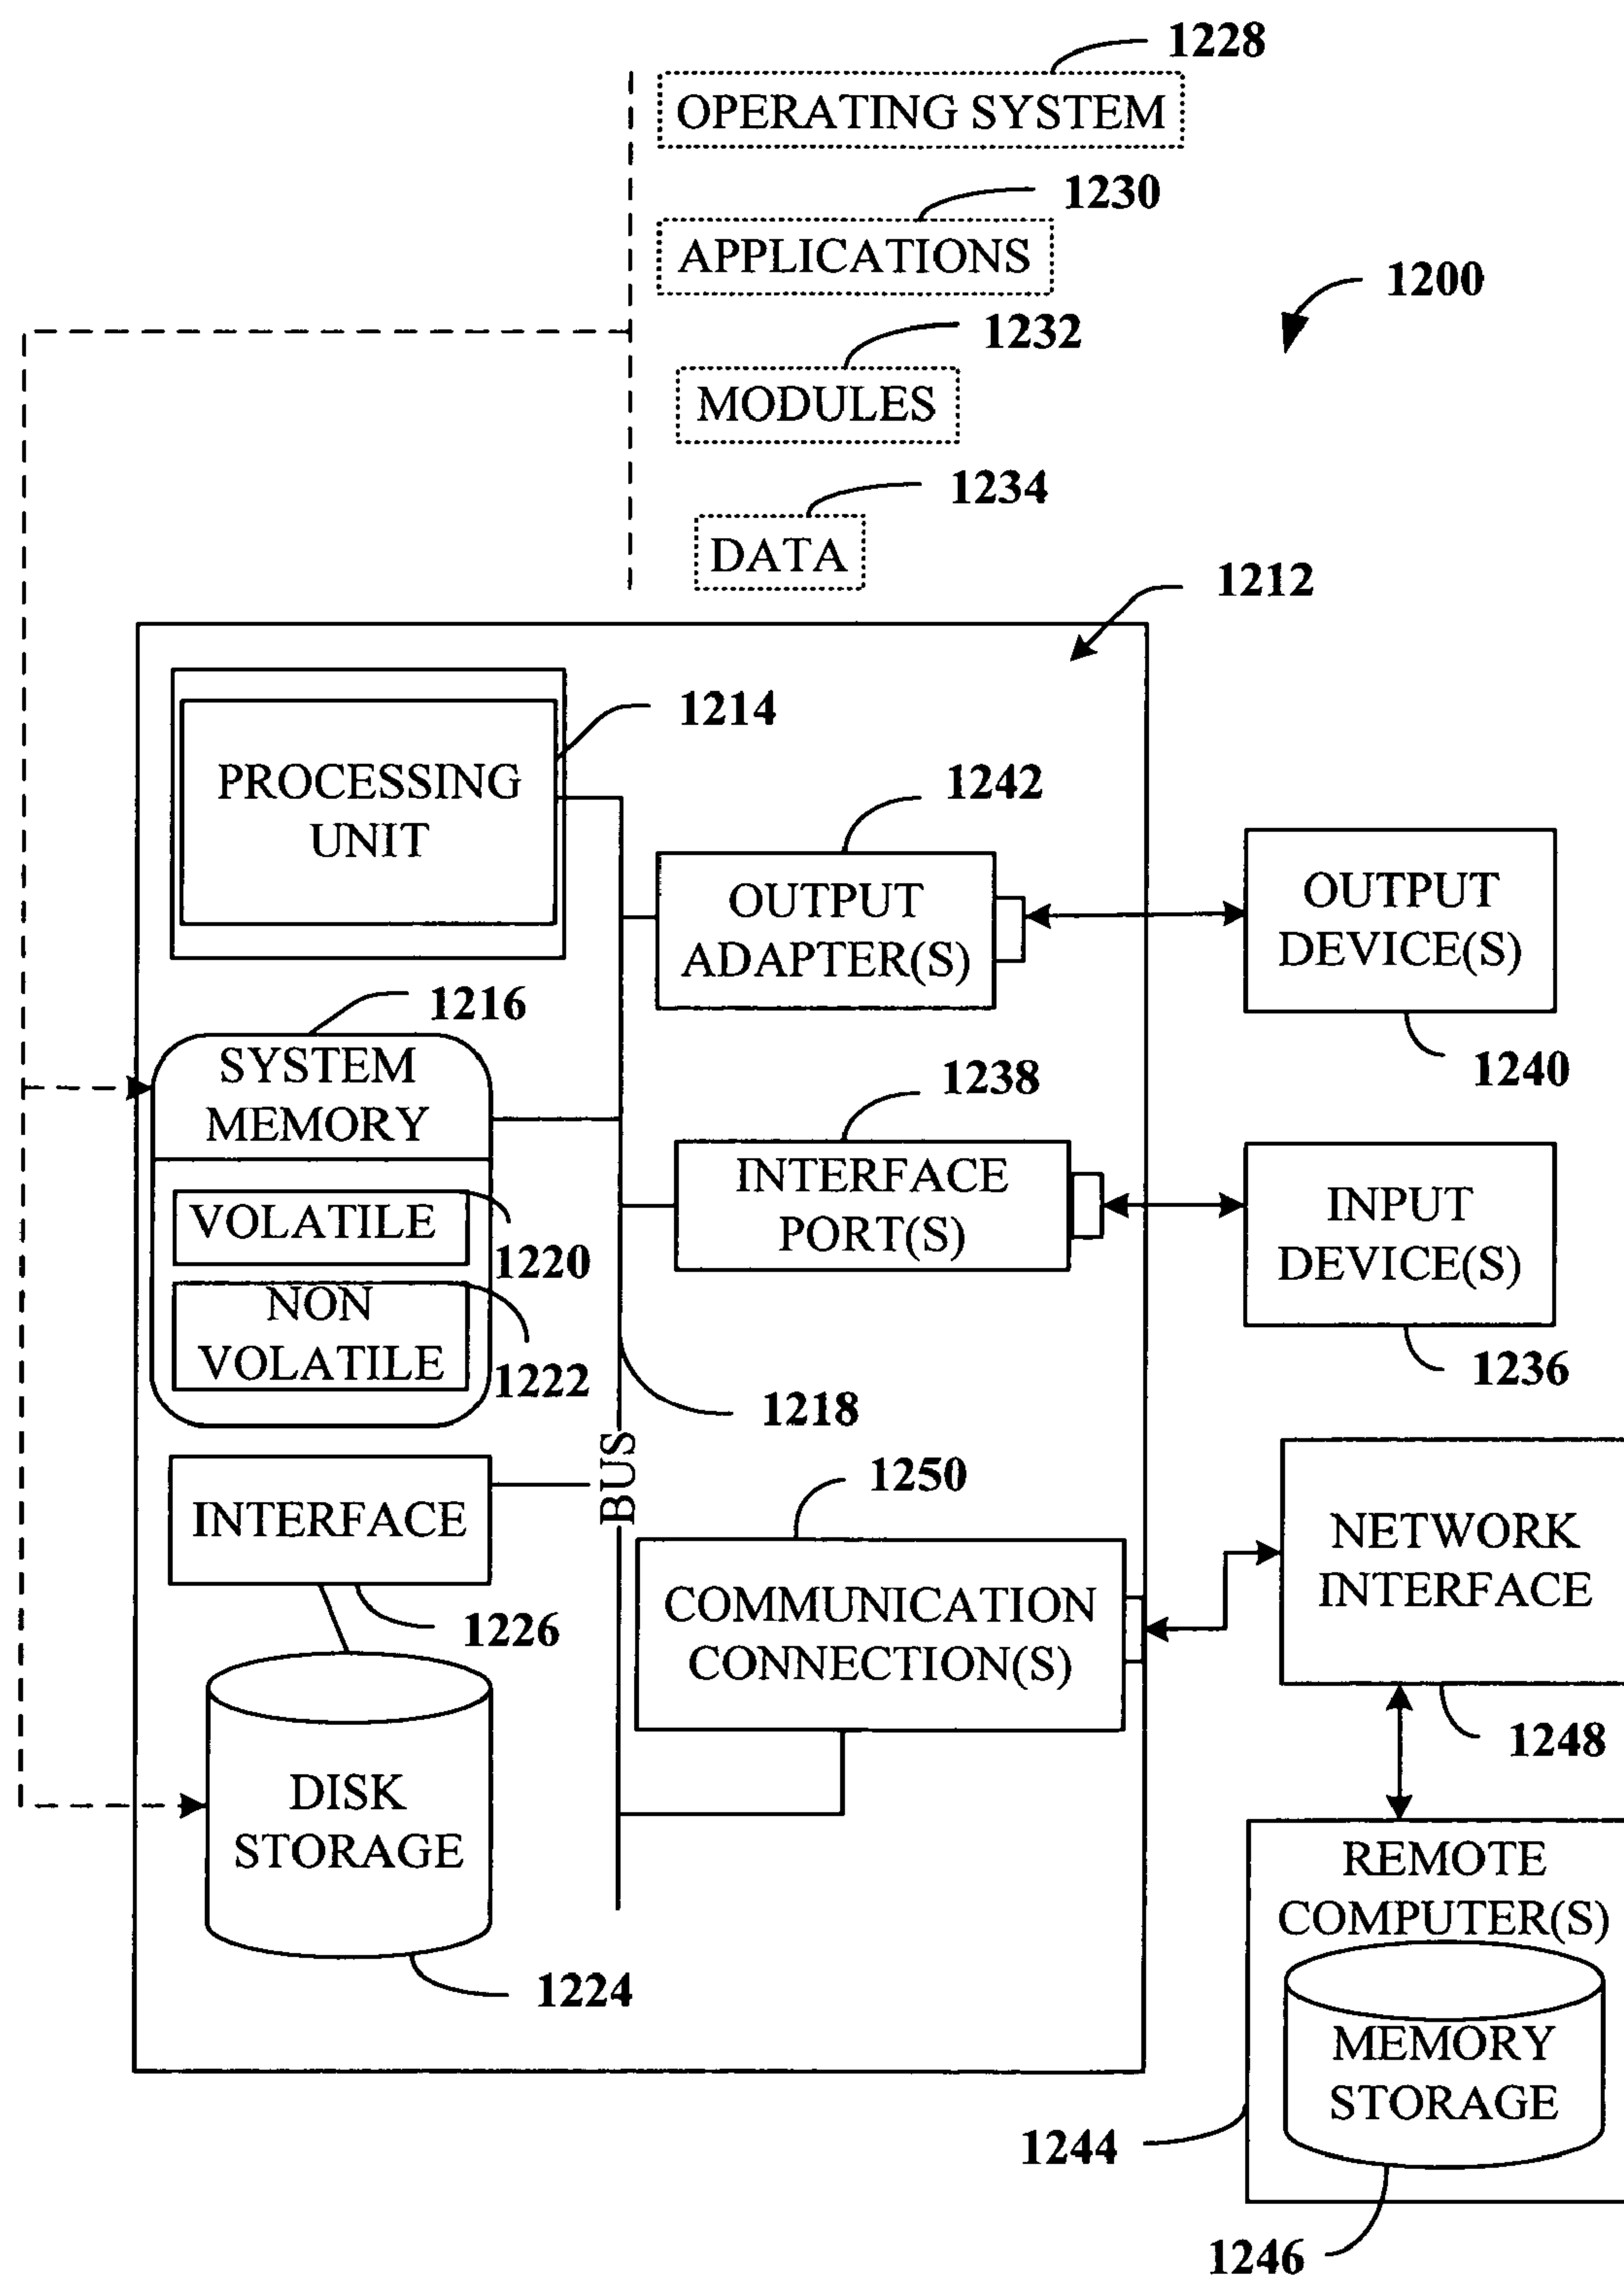 1228
OPERATING SYSTEM
1230
APPLICATIONS
1200
1232
MODULES
1234
DATA
1212
1214
PROCESSING
UNIT
1242
OUTPUT
ADAPTER(S)
OUTPUT
DEVICE(S)
1240
1216
SYSTEM
MEMORY
VOLATILE
1220
NON
VOLATILE
1222
1238
INTERFACE
PORT(S)
INPUT
DEVICE(S)
1236
1218
BUS
INTERFACE
1226
1250
COMMUNICATION
CONNECTION(S)
NETWORK
INTERFACE
1248
DISK
STORAGE
1224
REMOTE
COMPUTER(S)
MEMORY
STORAGE
1244
1246